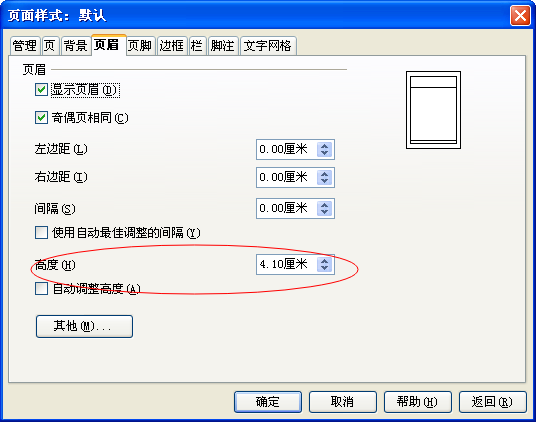 页面样式: 默认
管理 页 背景 页眉 页脚 边框 栏 脚注 文字网格
页眉
显示页眉(D)
奇偶页相同(C)
左边距(L) 0.00厘米
右边距(I) 0.00厘米
间隔(S) 0.00厘米
使用自动最佳调整的间隔(Y)
高度(H) 4.10厘米
自动调整高度(A)
其他(M)...
确定 取消 帮助(H) 返回(R)